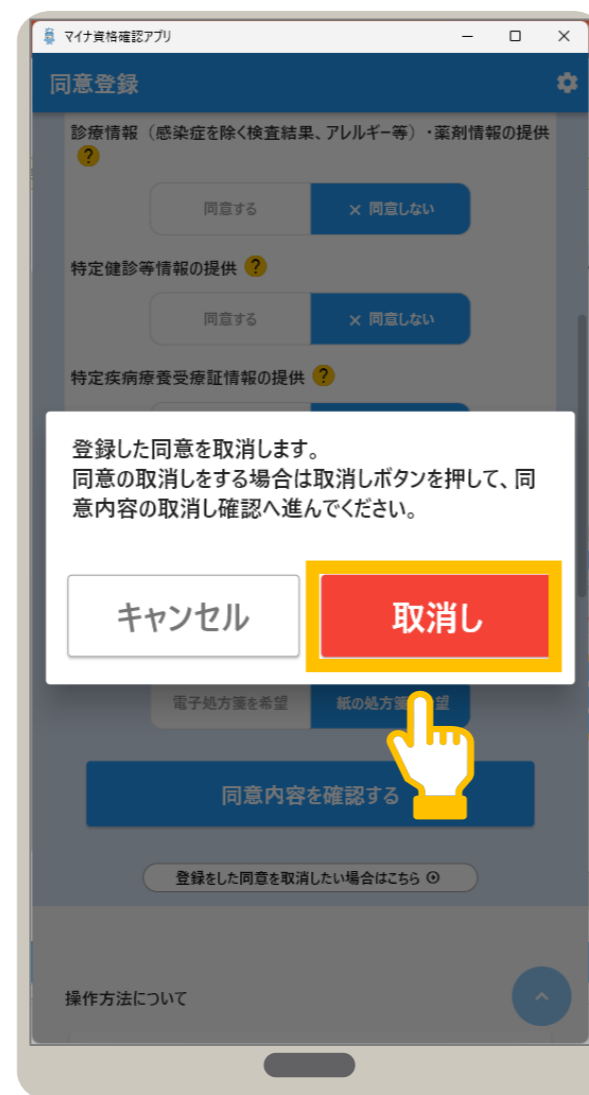 マイナ資格確認アプリ
同意登録
診療情報（感染症を除く検査結果、アレルギー等）・薬剤情報の提供
?
同意する
× 同意しない
特定健診等情報の提供 ?
同意する
× 同意しない
特定疾病療養受療証情報の提供 ?
登録した同意を取消します。
同意の取消しをする場合は取消しボタンを押して、同
意内容の取消し確認へ進んでください。
キャンセル
取消し
電子処方箋を希望
紙の処方箋 望
同意内容を確認する
登録をした同意を取消したい場合はこちら
操作方法について